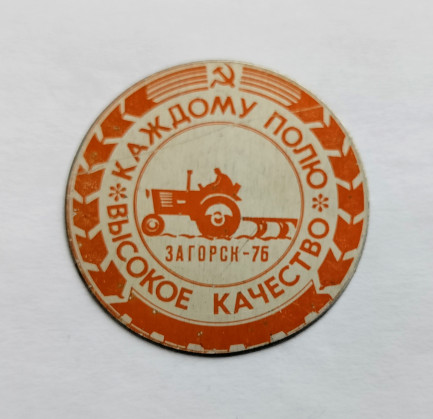 КАЖДОМУ ПОЛЮ
ВЫСОКОЕ КАЧЕСТВО
ЗАГОРСК-76